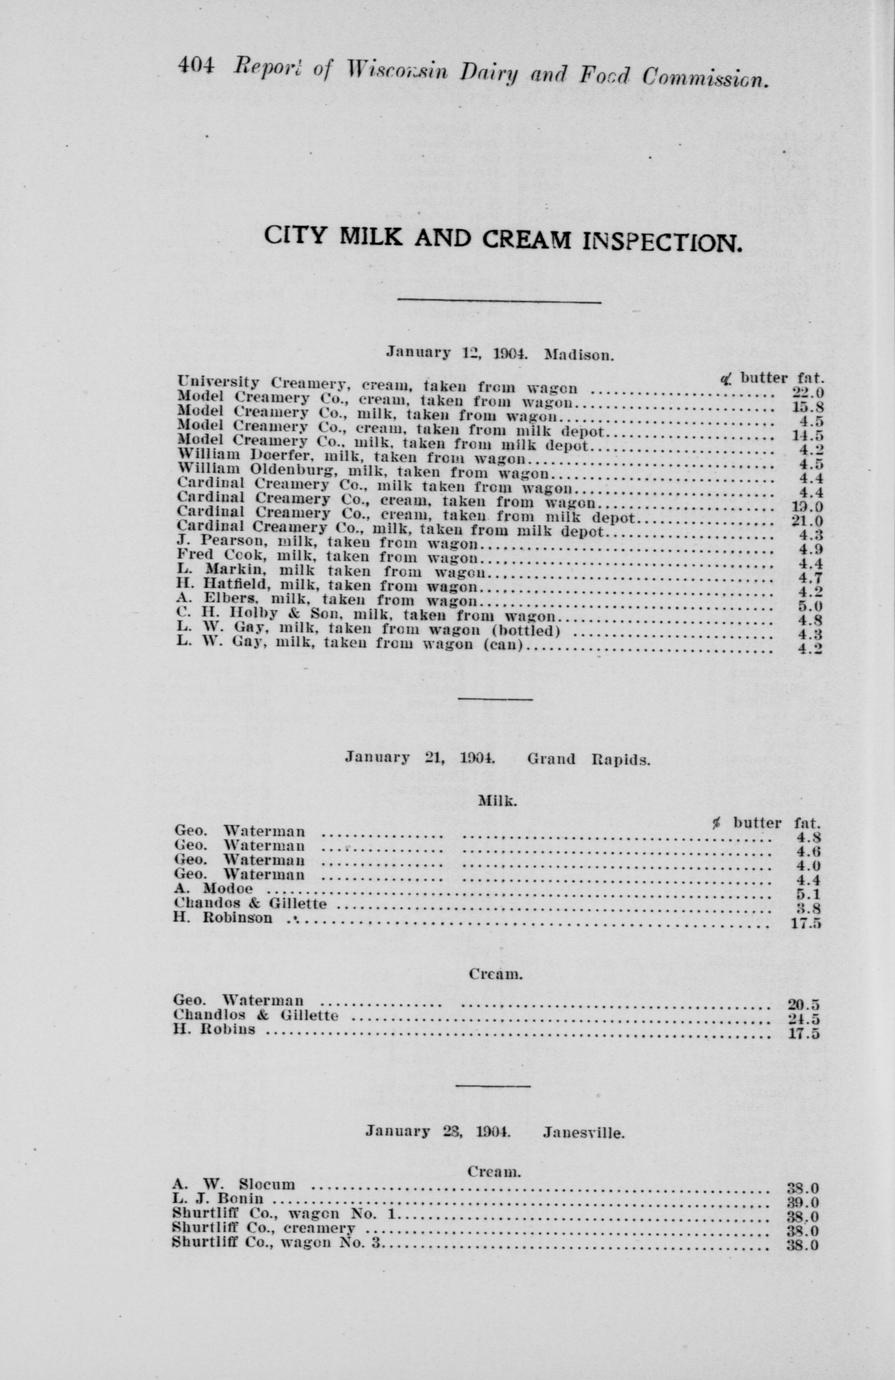 404 Report of Wisconsin Dairy and Food Commission.
CITY MILK AND CREAM INSPECTION.
January 12, 1904. Madison.
% butter fat.
University Creamery, cream, taken from wagon .......................... 22.0
Model Creamery Co., cream, taken from wagon.......................... 15.8
Model Creamery Co., milk, taken from wagon.......................... 4.5
Model Creamery Co., cream, taken from milk depot.......................... 14.5
Model Creamery Co., milk, taken from milk depot.......................... 4.2
William Doerfer, milk, taken from wagon.......................... 4.5
William Oldenburg, milk, taken from wagon.......................... 4.4
Cardinal Creamery Co., milk taken from wagon.......................... 4.4
Cardinal Creamery Co., cream, taken from wagon.......................... 19.0
Cardinal Creamery Co., cream, taken from milk depot.......................... 21.0
Cardinal Creamery Co., milk, taken from milk depot.......................... 4.3
J. Pearson, milk, taken from wagon.......................... 4.9
Fred Cook, milk, taken from wagon.......................... 4.4
L. Markin, milk taken from wagon.......................... 4.7
H. Hatfield, milk, taken from wagon.......................... 4.2
A. Elbers, milk, taken from wagon.......................... 5.0
C. H. Holby & Son, milk, taken from wagon.......................... 4.8
L. W. Gay, milk, taken from wagon (bottled) .......................... 4.3
L. W. Gay, milk, taken from wagon (can).......................... 4.2
January 21, 1904. Grand Rapids.
Milk.
% butter fat.
Geo. Waterman .......................... 4.8
Geo. Waterman .......................... 4.6
Geo. Waterman .......................... 4.0
Geo. Waterman .......................... 4.4
A. Modoe .......................... 5.1
Chandos & Gillette .......................... 3.8
H. Robinson .......................... 17.5
Cream.
Geo. Waterman .......................... 20.5
Chandlos & Gillette .......................... 24.5
H. Robins .......................... 17.5
January 23, 1904. Janesville.
Cream.
A. W. Slocum .......................... 38.0
L. J. Bonin .......................... 39.0
Shurtliff Co., wagon No. 1.......................... 38.0
Shurtliff Co., creamery .......................... 38.0
Shurtliff Co., wagon No. 3.......................... 38.0